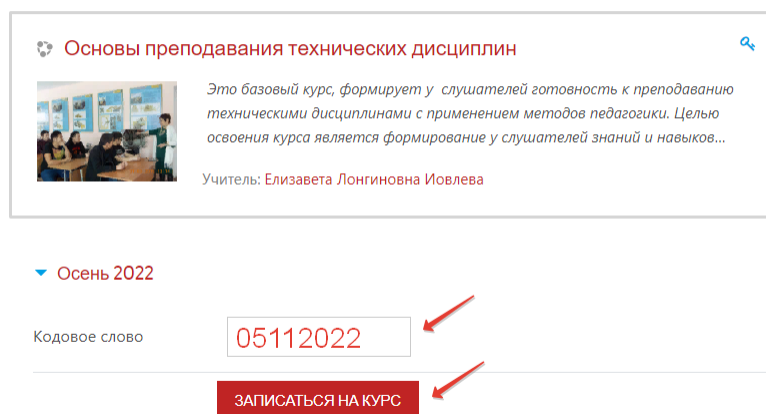 Основы преподавания технических дисциплин
Это базовый курс, формирует у слушателей готовность к преподаванию
техническими дисциплинами с применением методов педагогики. Целью
освоения курса является формирование у слушателей знаний и навыков...
Учитель: Елизавета Лонгиновна Иовлева
Осень 2022
Кодовое слово
05112022
ЗАПИСАТЬСЯ НА КУРС